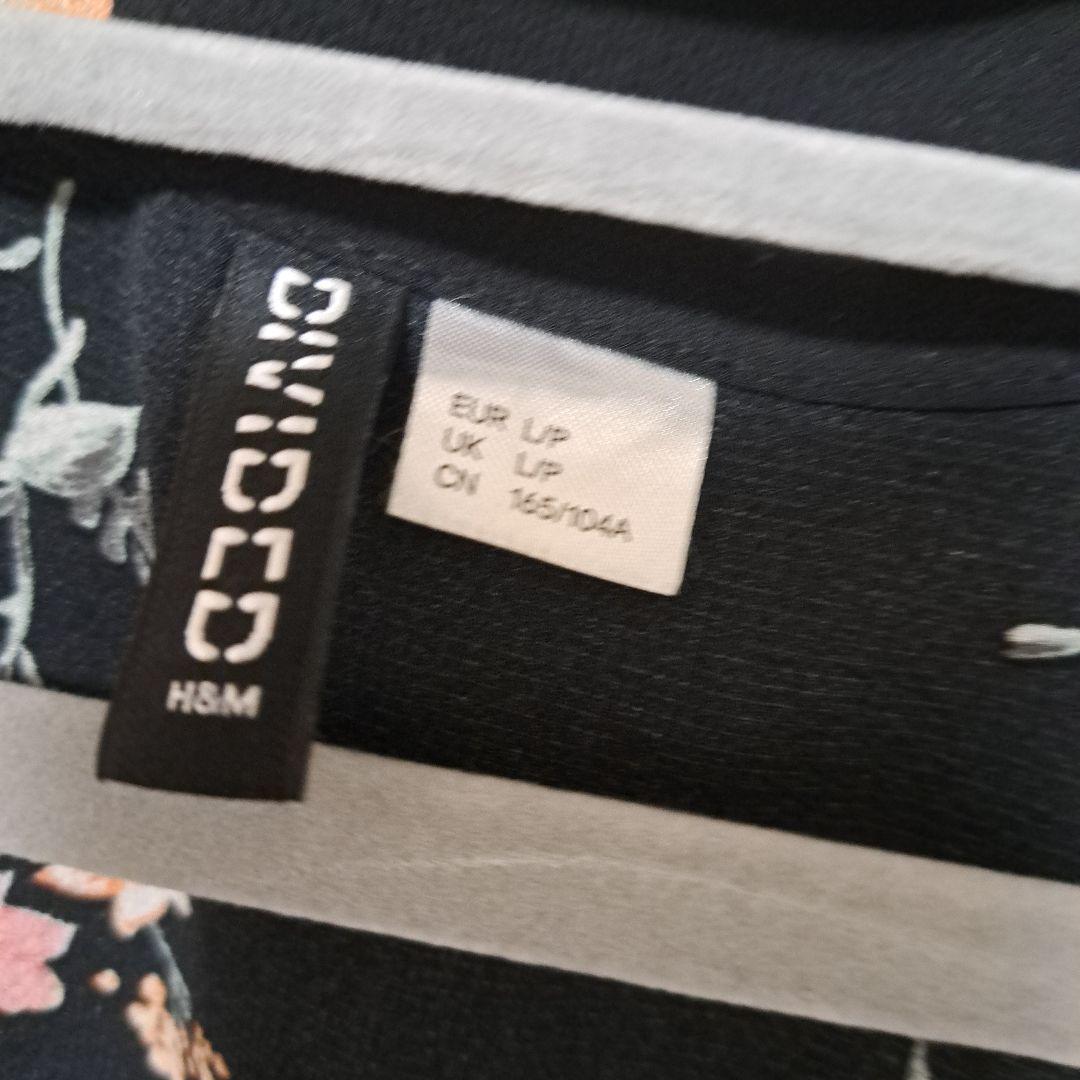 DIVIDED
H&M
EUR L/P
UK L/P
CN 165/104A